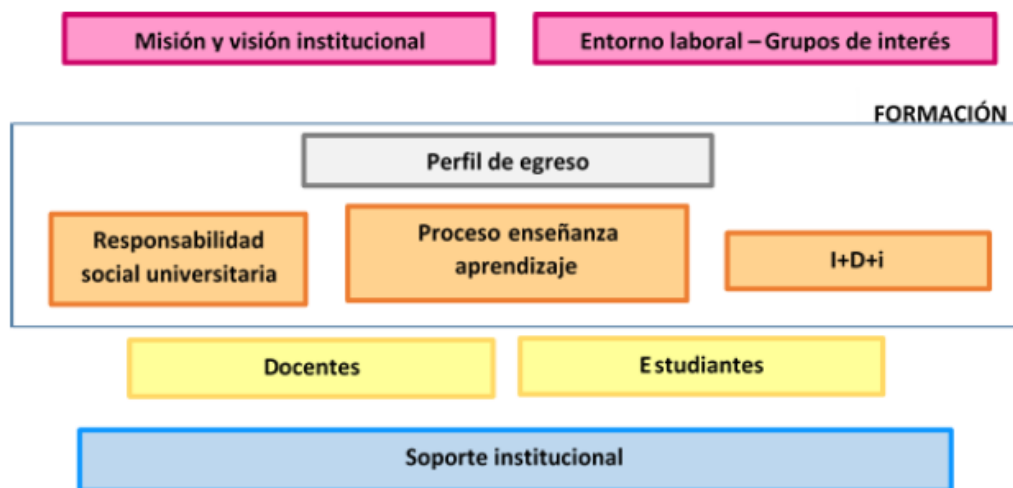 Misión y visión institucional
Entorno laboral – Grupos de interés
FORMACIÓN
Perfil de egreso
Responsabilidad
social universitaria
Proceso enseñanza
aprendizaje
I+D+i
Docentes
Estudiantes
Soporte institucional